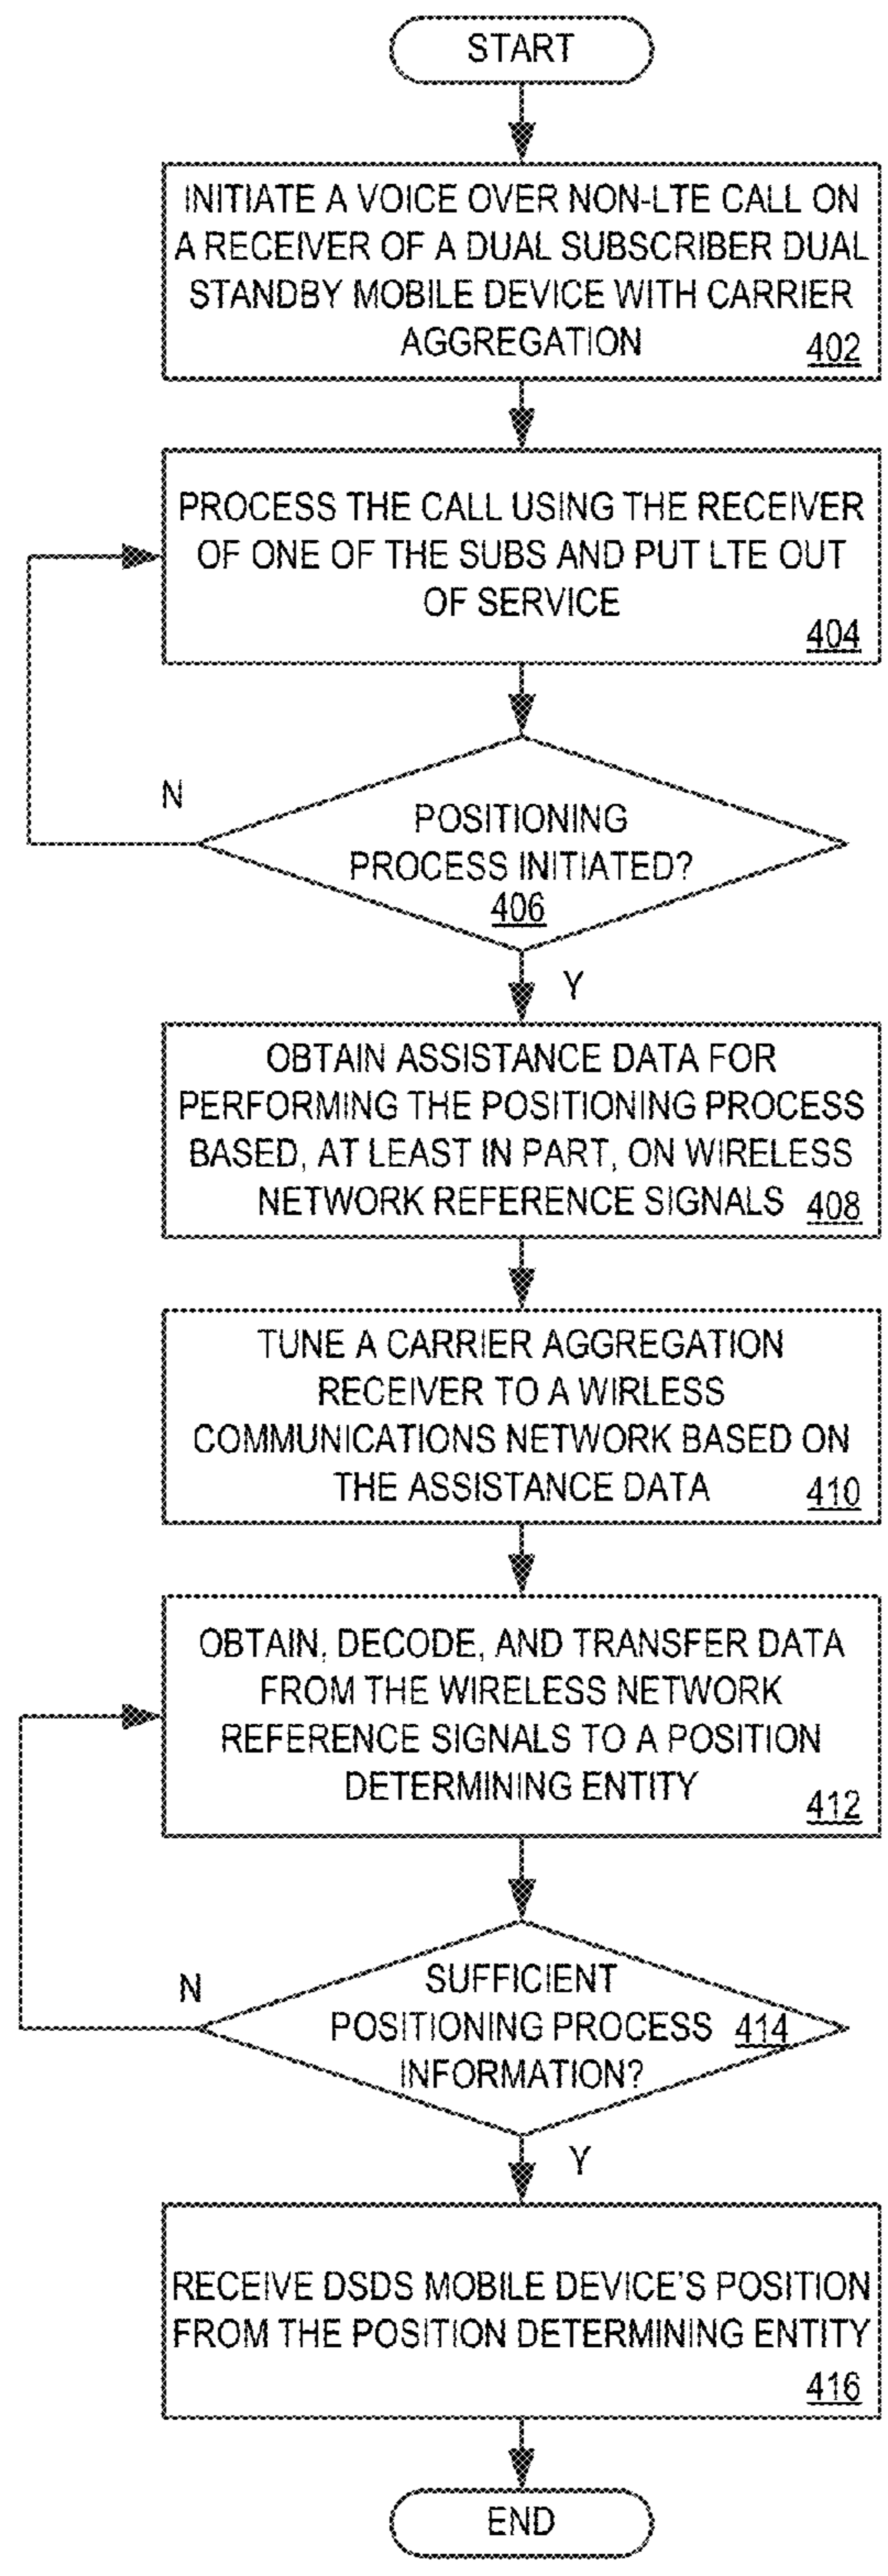 START
INITIATE A VOICE OVER NON-LTE CALL ON
A RECEIVER OF A DUAL SUBSCRIBER DUAL
STANDBY MOBILE DEVICE WITH CARRIER
AGGREGATION 402
PROCESS THE CALL USING THE RECEIVER
OF ONE OF THE SUBS AND PUT LTE OUT
OF SERVICE
404
N
POSITIONING
PROCESS INITIATED?
406
Y
OBTAIN ASSISTANCE DATA FOR
PERFORMING THE POSITIONING PROCESS
BASED, AT LEAST IN PART, ON WIRELESS
NETWORK REFERENCE SIGNALS 408
TUNE A CARRIER AGGREGATION
RECEIVER TO A WIRLESS
COMMUNICATIONS NETWORK BASED ON
THE ASSISTANCE DATA 410
OBTAIN, DECODE, AND TRANSFER DATA
FROM THE WIRELESS NETWORK
REFERENCE SIGNALS TO A POSITION
DETERMINING ENTITY
412
N
SUFFICIENT
POSITIONING PROCESS 414
INFORMATION?
Y
RECEIVE DSDS MOBILE DEVICE'S POSITION
FROM THE POSITION DETERMINING ENTITY
416
END